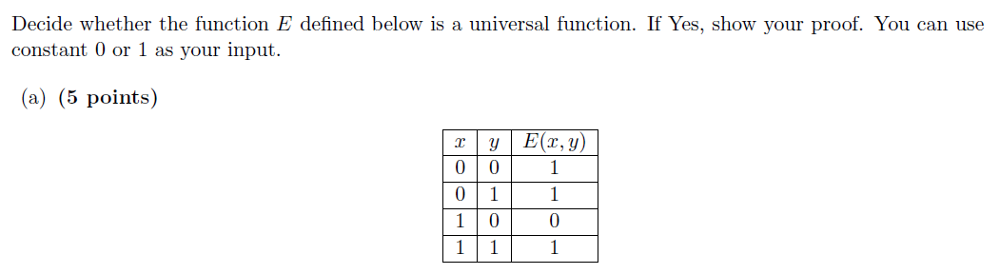 Decide whether the function E defined below is a universal function. If Yes, show your proof. You can use
constant 0 or 1 as your input.
(a) (5 points)
x y E(x, y)
0 0 1
0 1 1
1 0 0
1 1 1